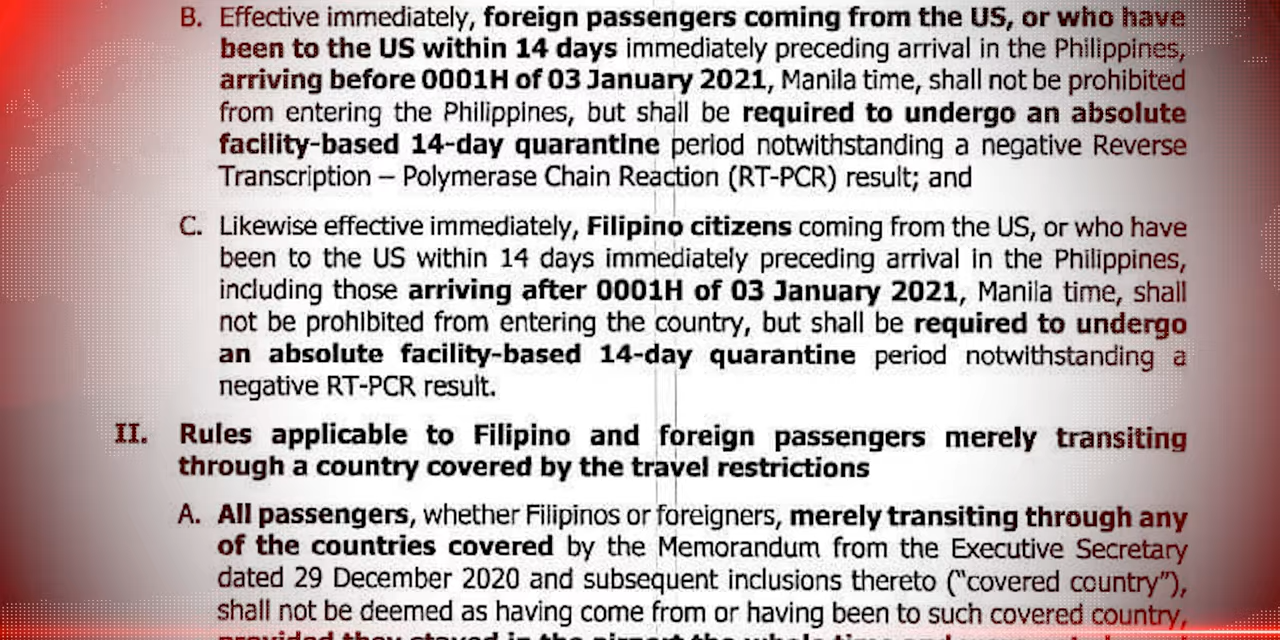 B. Effective immediately, foreign passengers coming from the US, or who have
been to the US within 14 days immediately preceding arrival in the Philippines,
arriving before 0001H of 03 January 2021, Manila time, shall not be prohibited
from entering the Philippines, but shall be required to undergo an absolute
facility-based 14-day quarantine period notwithstanding a negative Reverse
Transcription – Polymerase Chain Reaction (RT-PCR) result; and
C. Likewise effective immediately, Filipino citizens coming from the US, or who have
been to the US within 14 days immediately preceding arrival in the Philippines,
including those arriving after 0001H of 03 January 2021, Manila time, shall
not be prohibited from entering the country, but shall be required to undergo
an absolute facility-based 14-day quarantine period notwithstanding a
negative RT-PCR result.
II. Rules applicable to Filipino and foreign passengers merely transiting
through a country covered by the travel restrictions
A. All passengers, whether Filipinos or foreigners, merely transiting through any
of the countries covered by the Memorandum from the Executive Secretary
dated 29 December 2020 and subsequent inclusions thereto ("covered country"),
shall not be deemed as having come from or having been to such covered country,
provided they stayed in the airport the whole time and